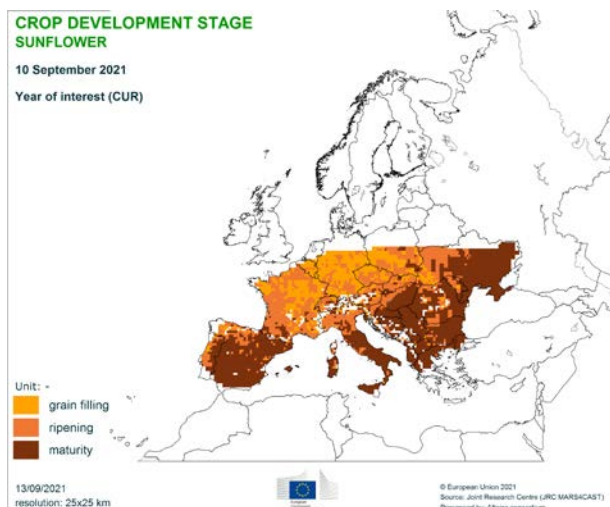 CROP DEVELOPMENT STAGE
SUNFLOWER
10 September 2021
Year of interest (CUR)
Unit: -
grain filling
ripening
maturity
13/09/2021
resolution: 25x25 km
© European Union 2021
Source: Joint Research Centre (JRC MARS4CAST)